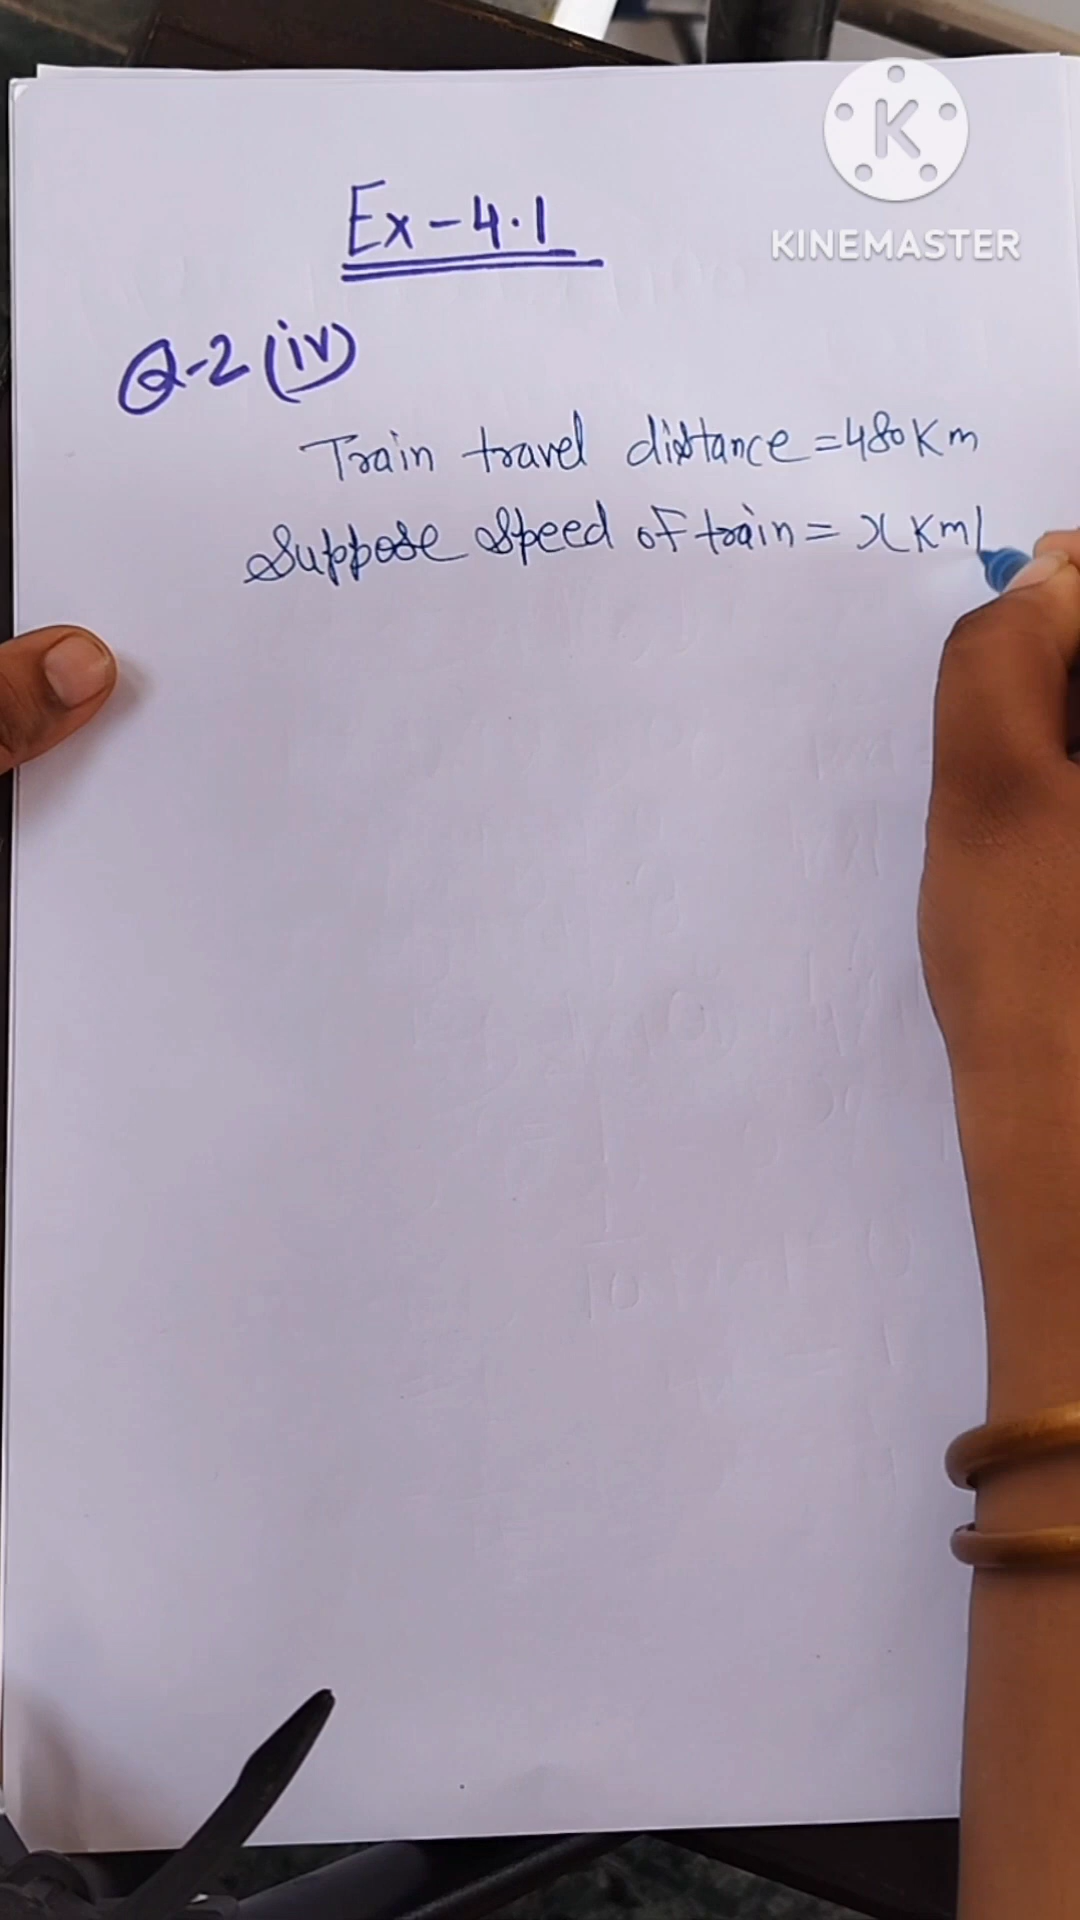 K
KINEMASTER
Ex-4.1
Q-2 (iv)
Train travel distance = 480 Km
Suppose Speed of train = x Km/